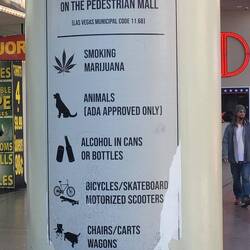 ON THE PEDESTRIAN MALL
(LAS VEGAS MUNICIPAL CODE 11.68)
SMOKING
MARIJUANA
ANIMALS
(ADA APPROVED ONLY)
ALCOHOL IN CANS
OR BOTTLES
BICYCLES/SKATEBOARD
MOTORIZED SCOOTERS
CHAIRS/CARTS
WAGONS